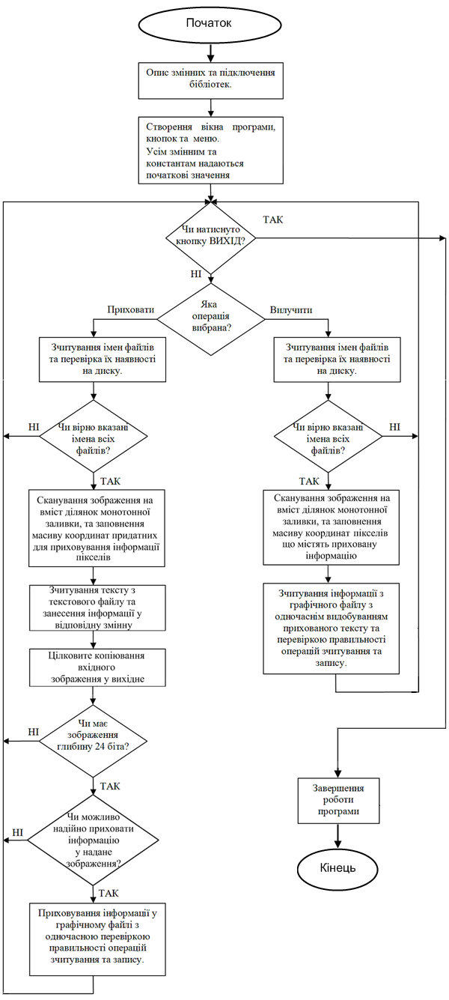 Початок
Опис змінних та підключення
бібліотек.
Створення вікна програми,
кнопок та меню.
Усім змінним та
константам надаються
початкові значення
ТАК
Чи натиснуто
кнопку ВИХІД?
НІ
Яка
операція
вибрана?
Приховати
Вилучити
Зчитування імен файлів
та перевірка їх наявності
на диску.
Зчитування імен файлів
та перевірка їх наявності
на диску.
НІ
Чи вірно вказані
імена всіх
файлів?
Чи вірно вказані
імена всіх
файлів?
НІ
ТАК
ТАК
Сканування зображення на
вміст ділянок монотонної
заливки, та заповнення
масиву координат придатних
для приховування інформації
пікселів
Сканування зображення на
вміст ділянок монотонної
заливки, та заповнення
масиву координат пікселів
що містять приховану
інформацію
Зчитування тексту з
текстового файлу та
занесення інформації у
відповідну змінну
Зчитування інформації з
графічного файлу з
одночаснім видобуванням
прихованого тексту та
перевіркою правильності
операцій зчитування та
запису.
Цілковите копіювання
вхідного
зображення у вихідне
Чи має
зображення
глибину 24 біта?
НІ
ТАК
Чи можливо
надійно приховати
інформацію
у надане
зображення?
НІ
ТАК
Приховування інформації у
графічному файлі з
одночасною перевіркою
правильності операцій
зчитування та запису.
Завершення
роботи
програми
Кінець